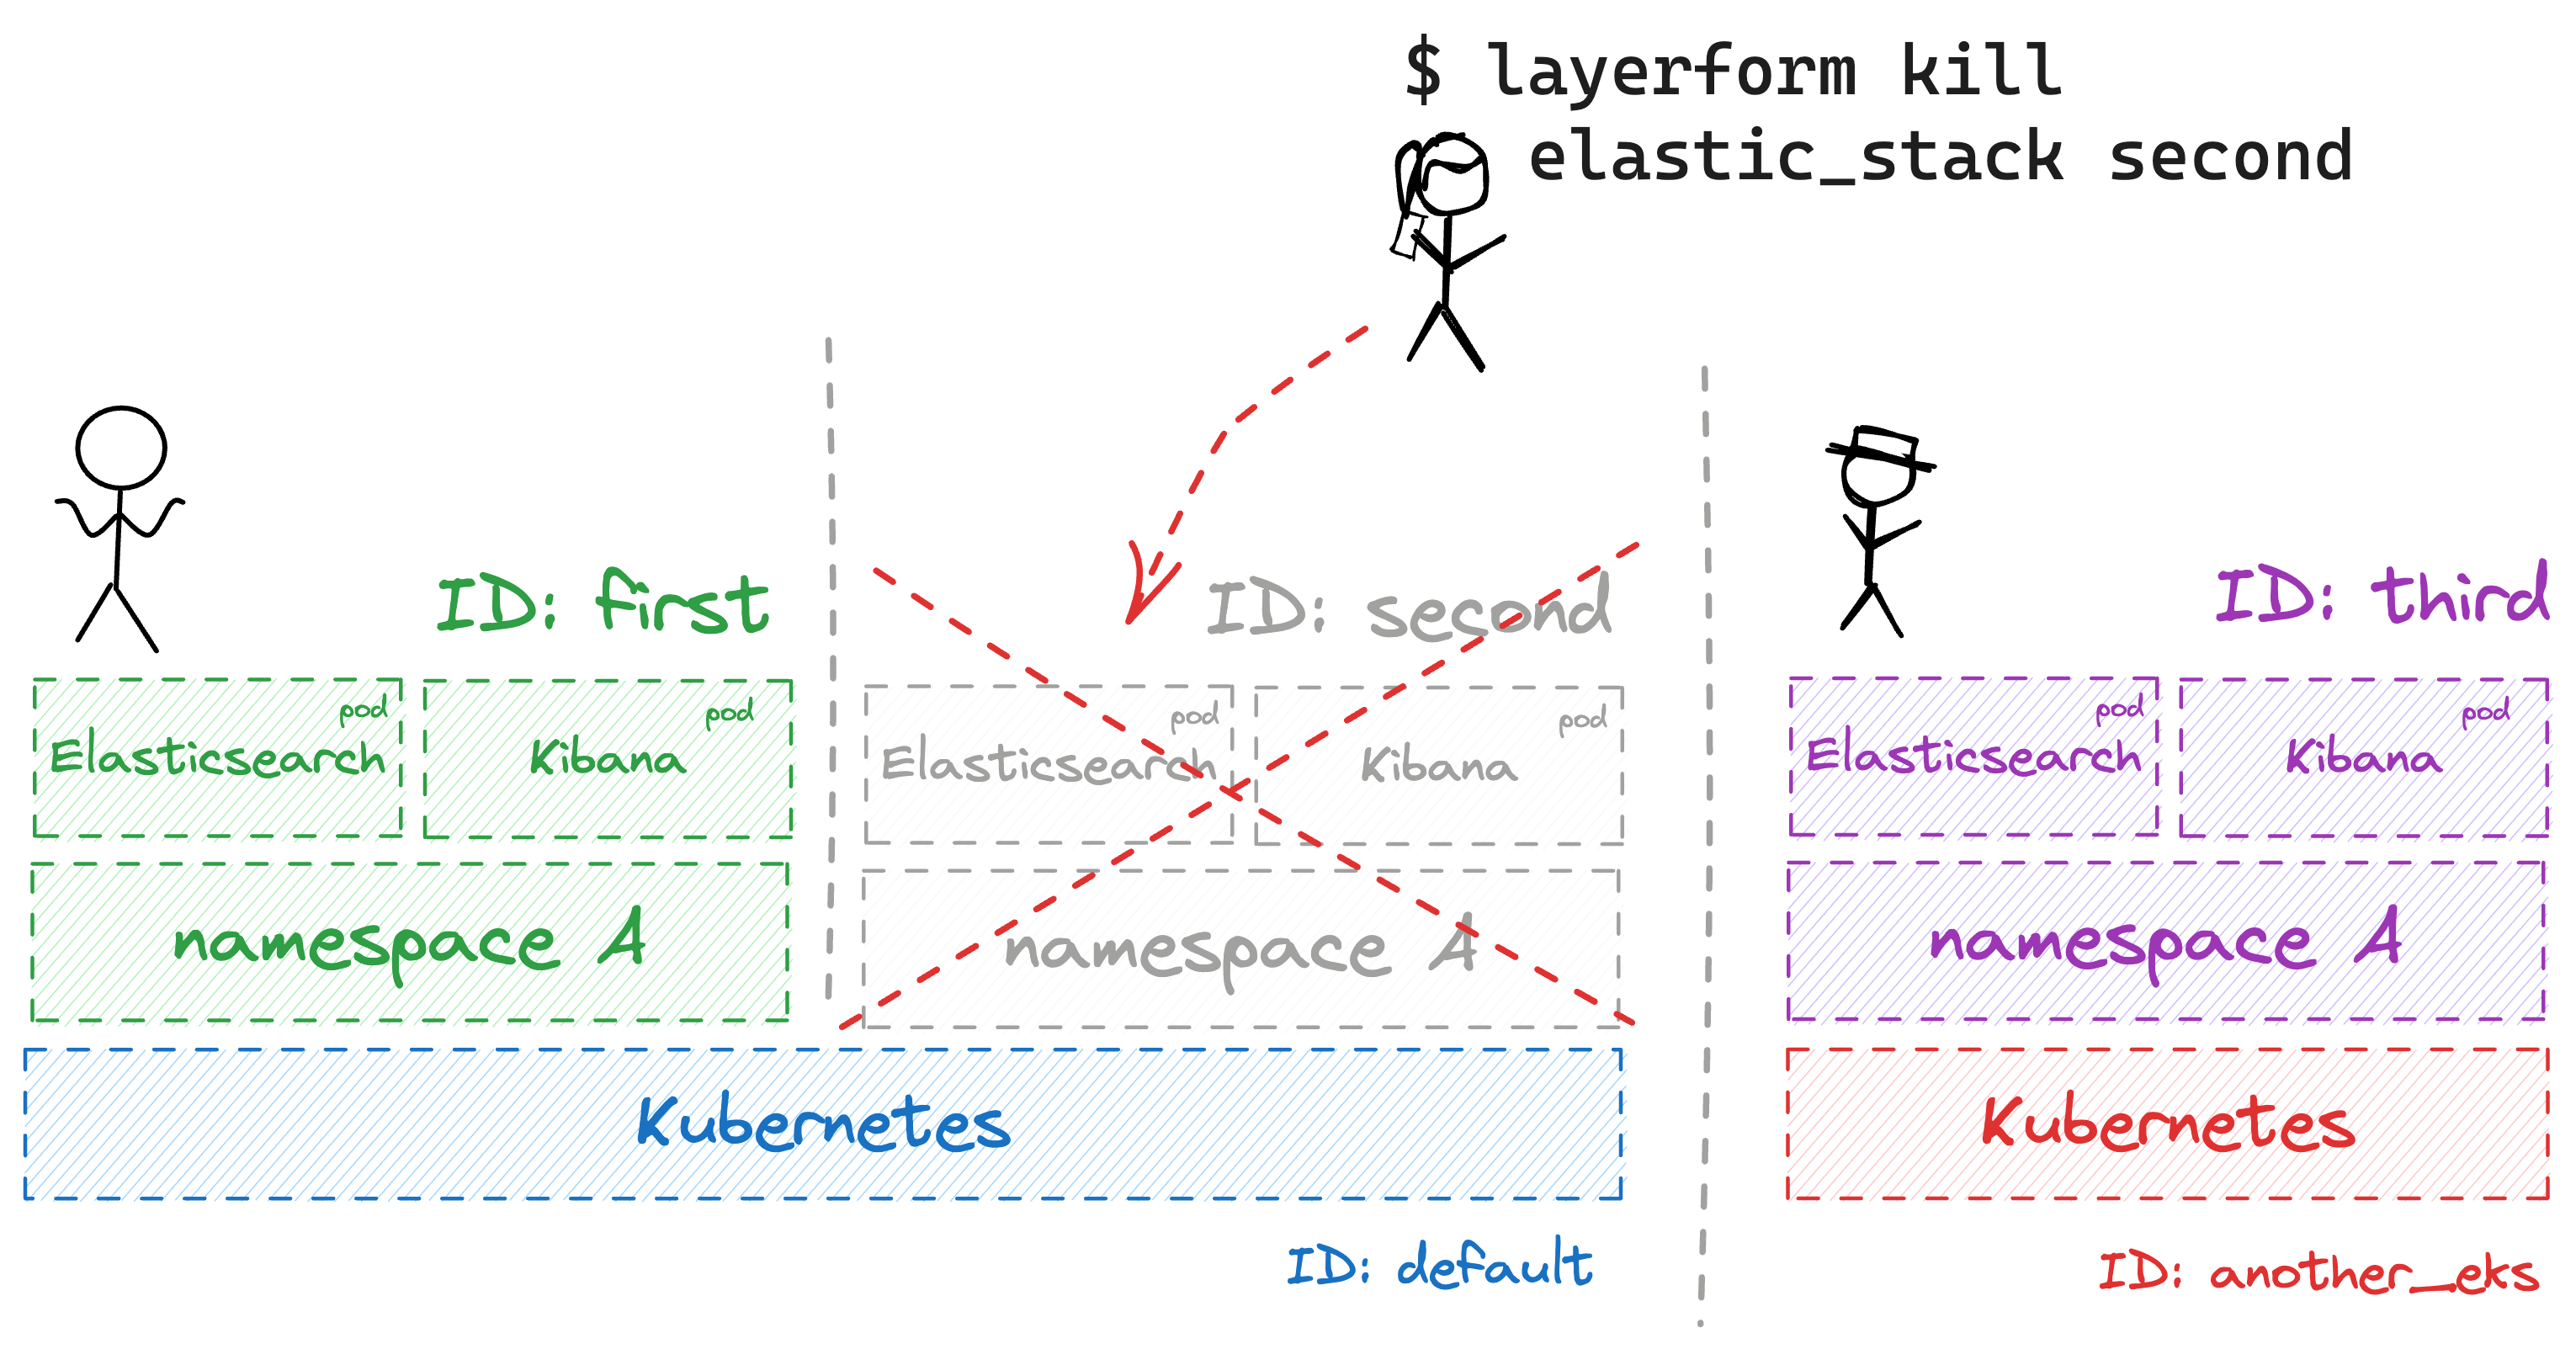 $ layerform kill
elastic_stack second
ID: first
ID: second
ID: third
pod
Elasticsearch
pod
Kibana
pod
Elasticsearch
pod
Kibana
pod
Elasticsearch
pod
Kibana
namespace A
namespace A
namespace A
Kubernetes
Kubernetes
ID: default
ID: another_eks